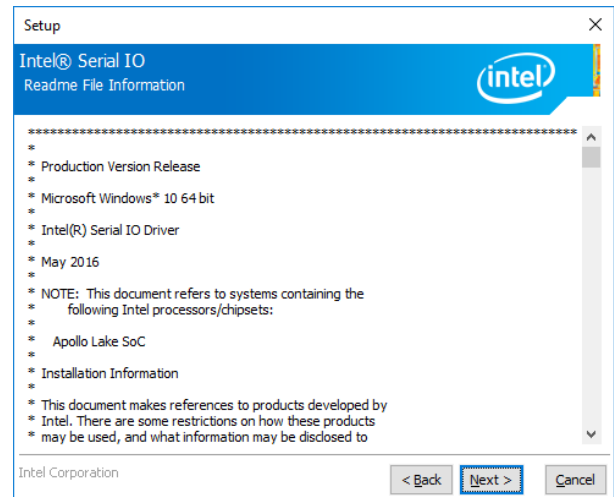 Setup
Intel® Serial IO
Readme File Information
intel
***************************************************************************
*
* Production Version Release
*
* Microsoft Windows* 10 64 bit
*
* Intel(R) Serial IO Driver
*
* May 2016
*
* NOTE: This document refers to systems containing the
* following Intel processors/chipsets:
*
* Apollo Lake SoC
*
* Installation Information
*
* This document makes references to products developed by
* Intel. There are some restrictions on how these products
* may be used, and what information may be disclosed to
Intel Corporation
< Back
Next >
Cancel